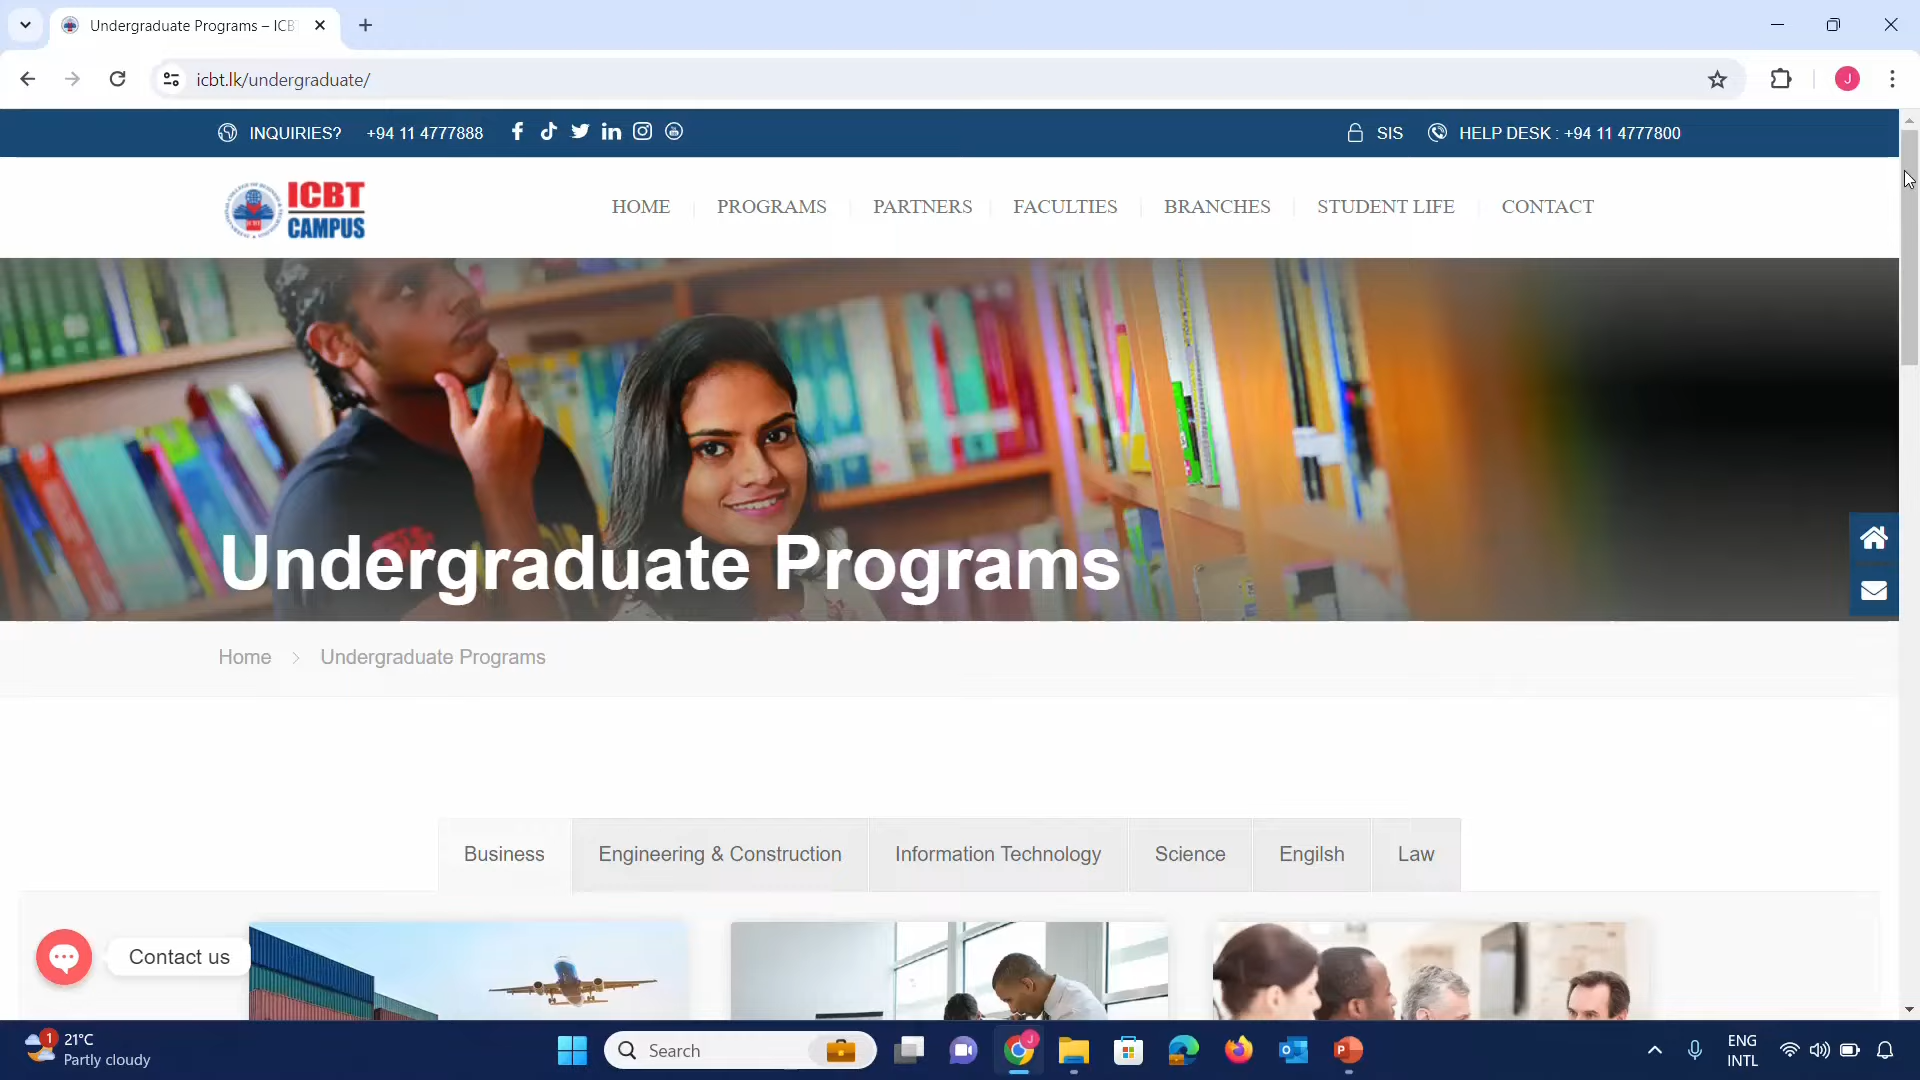 Undergraduate Programs – ICB
icbt.lk/undergraduate/
J
INQUIRIES? +94 11 4777888
SIS
HELP DESK : +94 11 4777800
ICBT
CAMPUS
HOME
PROGRAMS
PARTNERS
FACULTIES
BRANCHES
STUDENT LIFE
CONTACT
Undergraduate Programs
Home > Undergraduate Programs
Business
Engineering & Construction
Information Technology
Science
Engilsh
Law
Contact us
1
21°C
Partly cloudy
Search
J
ENG
INTL